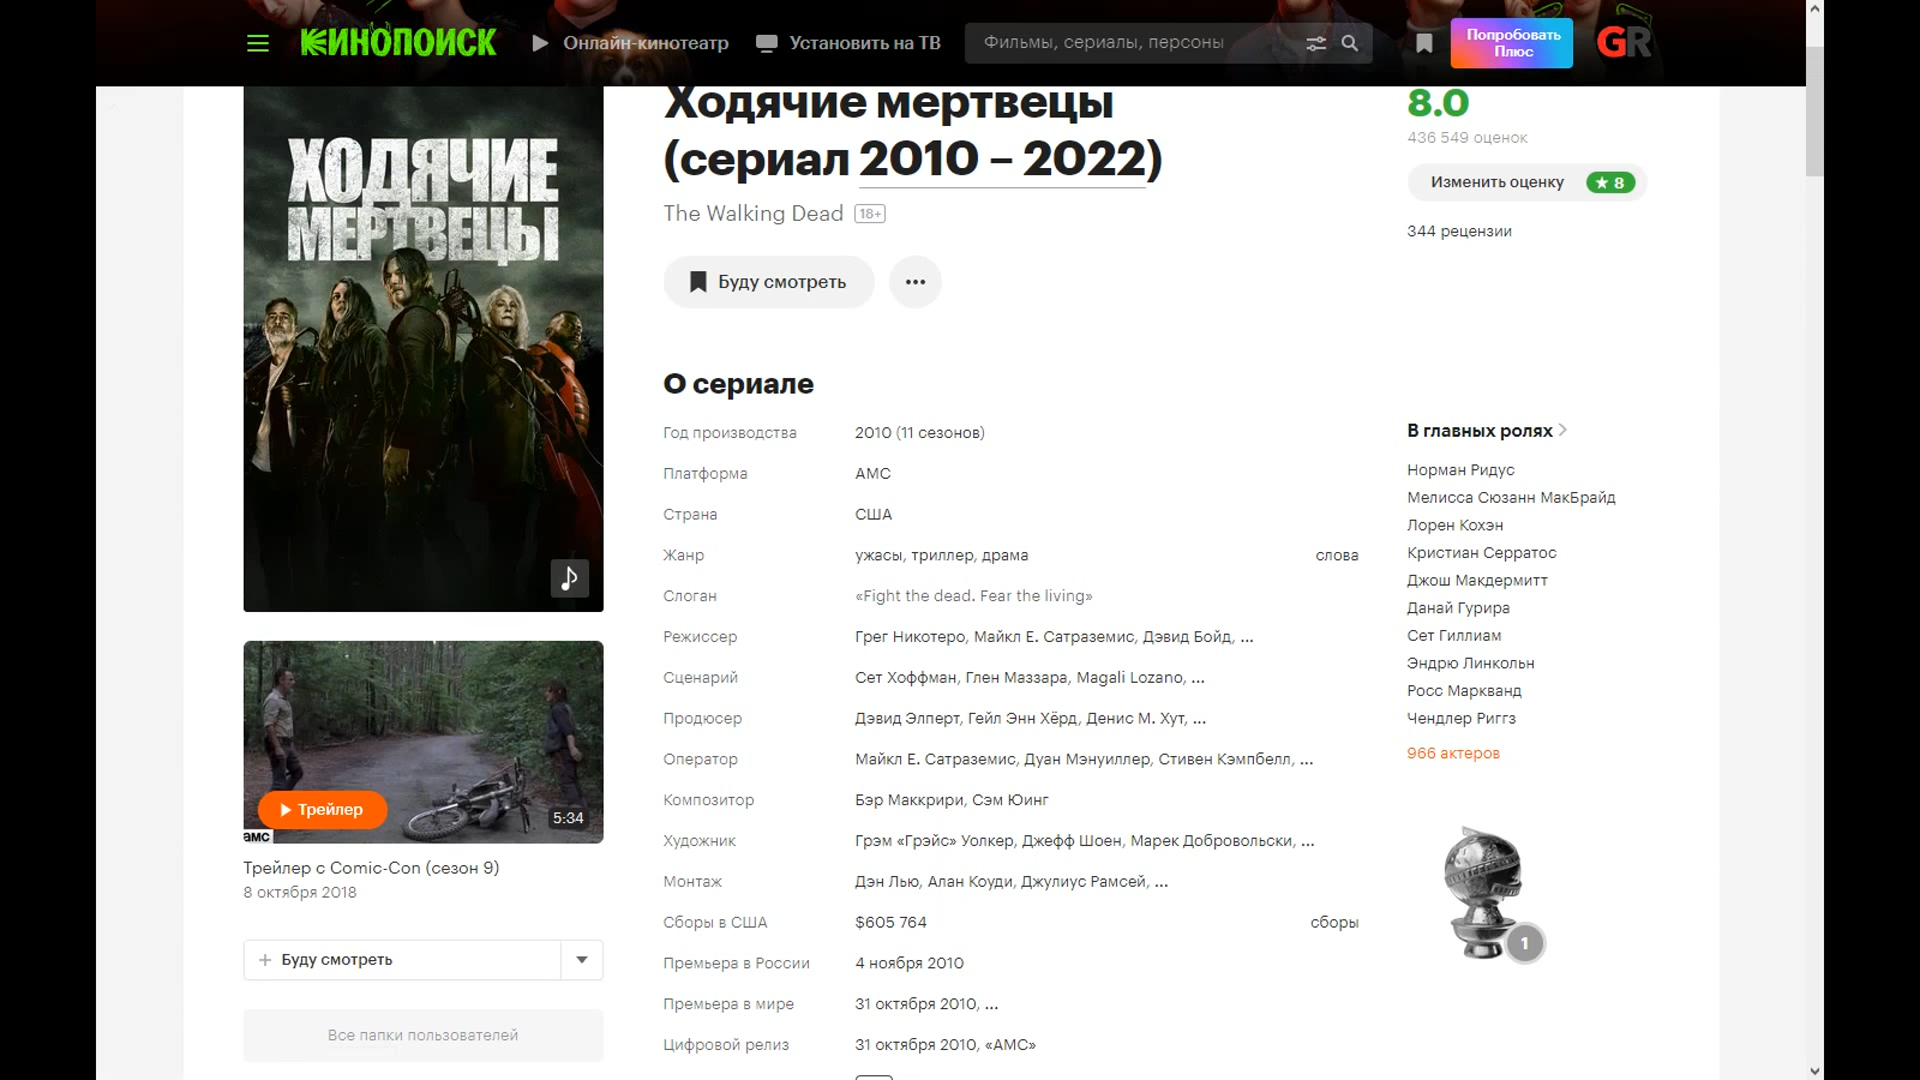 КИНОПОИСК
Онлайн-кинотеатр
Установить на ТВ
Фильмы, сериалы, персоны
Попробовать
Плюс
GR
ХОДЯЧИЕ
МЕРТВЕЦЫ
Ходячие мертвецы
(сериал 2010 – 2022)
The Walking Dead 18+
Буду смотреть
...
8.0
436 549 оценок
Изменить оценку ★ 8
344 рецензии
О сериале
Год производства 2010 (11 сезонов)
Платформа AMC
Страна США
Жанр ужасы, триллер, драма слова
Слоган «Fight the dead. Fear the living»
Режиссер Грег Никотеро, Майкл Е. Сатраземис, Дэвид Бойд, ...
Сценарий Сет Хоффман, Глен Маззара, Magali Lozano, ...
Продюсер Дэвид Элперт, Гейл Энн Хёрд, Денис М. Хут, ...
Оператор Майкл Е. Сатраземис, Дуан Мэнуиллер, Стивен Кэмпбелл, ...
Композитор Бэр Маккрири, Сэм Юинг
Художник Грэм «Грэйс» Уолкер, Джефф Шоен, Марек Добровольски, ...
Монтаж Дэн Лью, Алан Коуди, Джулиус Рамсей, ...
Сборы в США $605 764 сборы
Премьера в России 4 ноября 2010
Премьера в мире 31 октября 2010, ...
Цифровой релиз 31 октября 2010, «AMC»
В главных ролях
Норман Ридус
Мелисса Сюзанн МакБрайд
Лорен Коэн
Кристиан Серратос
Джош Макдермитт
Данай Гурира
Сет Гиллиам
Эндрю Линкольн
Росс Маркванд
Чендлер Риггз
966 актеров
1
Трейлер
5:34
aмc
Трейлер с Comic-Con (сезон 9)
8 октября 2018
+ Буду смотреть
Все папки пользователей